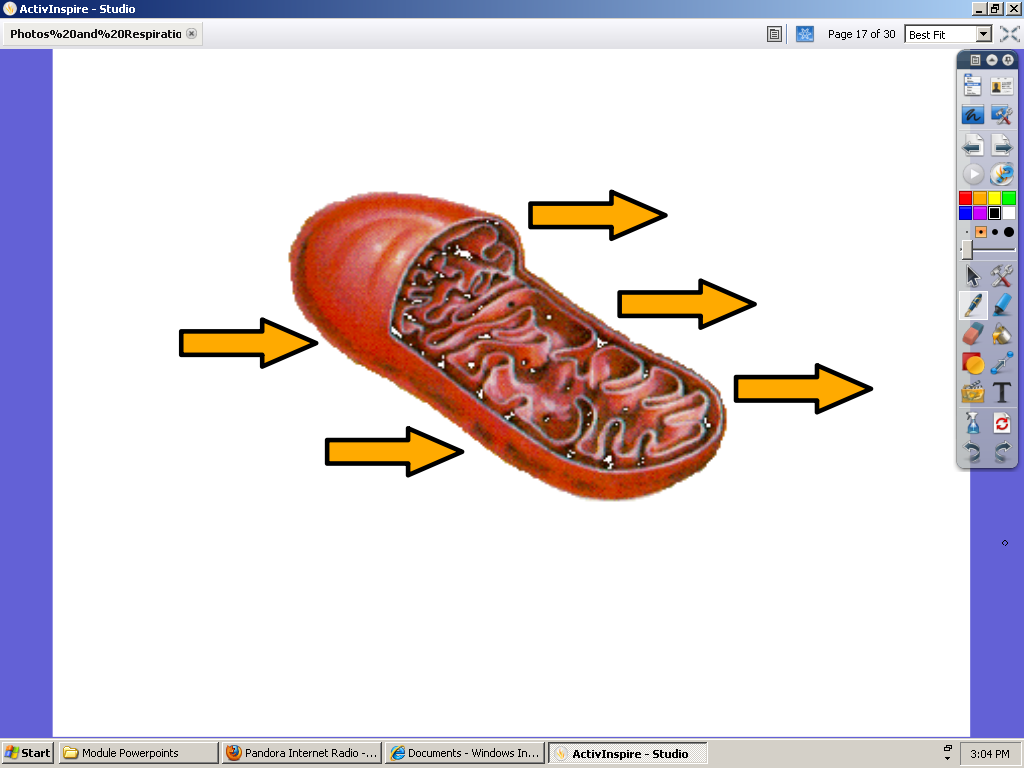 ActivInspire - Studio
Photos%20and%20Respiratio
Page 17 of 30
Best Fit
T
Start
Module Powerpoints
Pandora Internet Radio -...
Documents - Windows In...
ActivInspire - Studio
3:04 PM